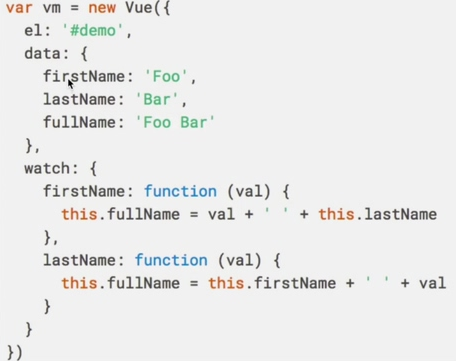 var vm = new Vue({
  el: '#demo',
  data: {
    firstName: 'Foo',
    lastName: 'Bar',
    fullName: 'Foo Bar'
  },
  watch: {
    firstName: function (val) {
      this.fullName = val + ' ' + this.lastName
    },
    lastName: function (val) {
      this.fullName = this.firstName + ' ' + val
    }
  }
})